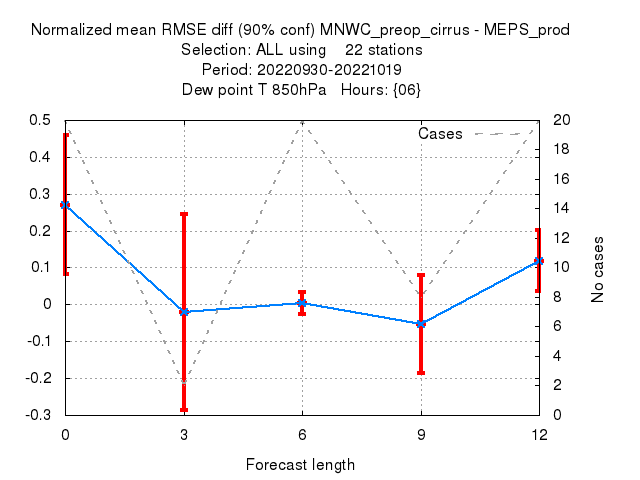 Normalized mean RMSE diff (90% conf) MNWC_preop_cirrus - MEPS_prod
Selection: ALL using    22 stations
Period: 20220930-20221019
Dew point T 850hPa   Hours: {06}
Cases
0.5
0.4
0.3
0.2
0.1
0
-0.1
-0.2
-0.3
20
18
16
14
12
10
8
6
4
2
0
No cases
0 3 6 9 12
Forecast length